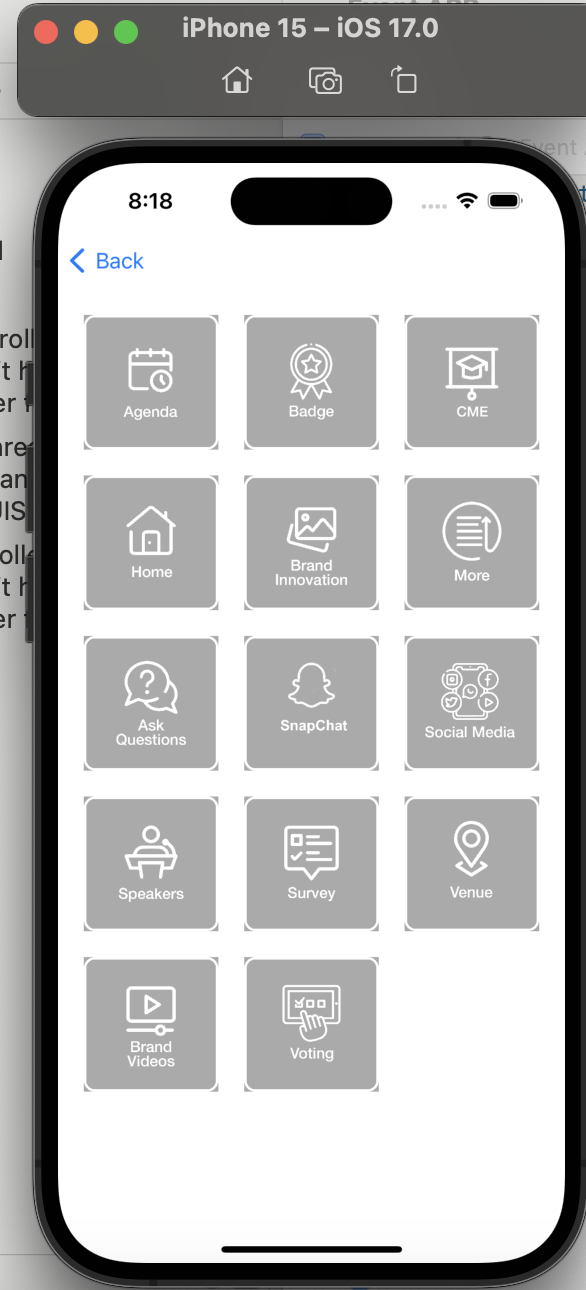 iPhone 15 – iOS 17.0
8:18
Back
Agenda
Badge
CME
Home
Brand
Innovation
More
Ask
Questions
SnapChat
Social Media
Speakers
Survey
Venue
Brand
Videos
Voting